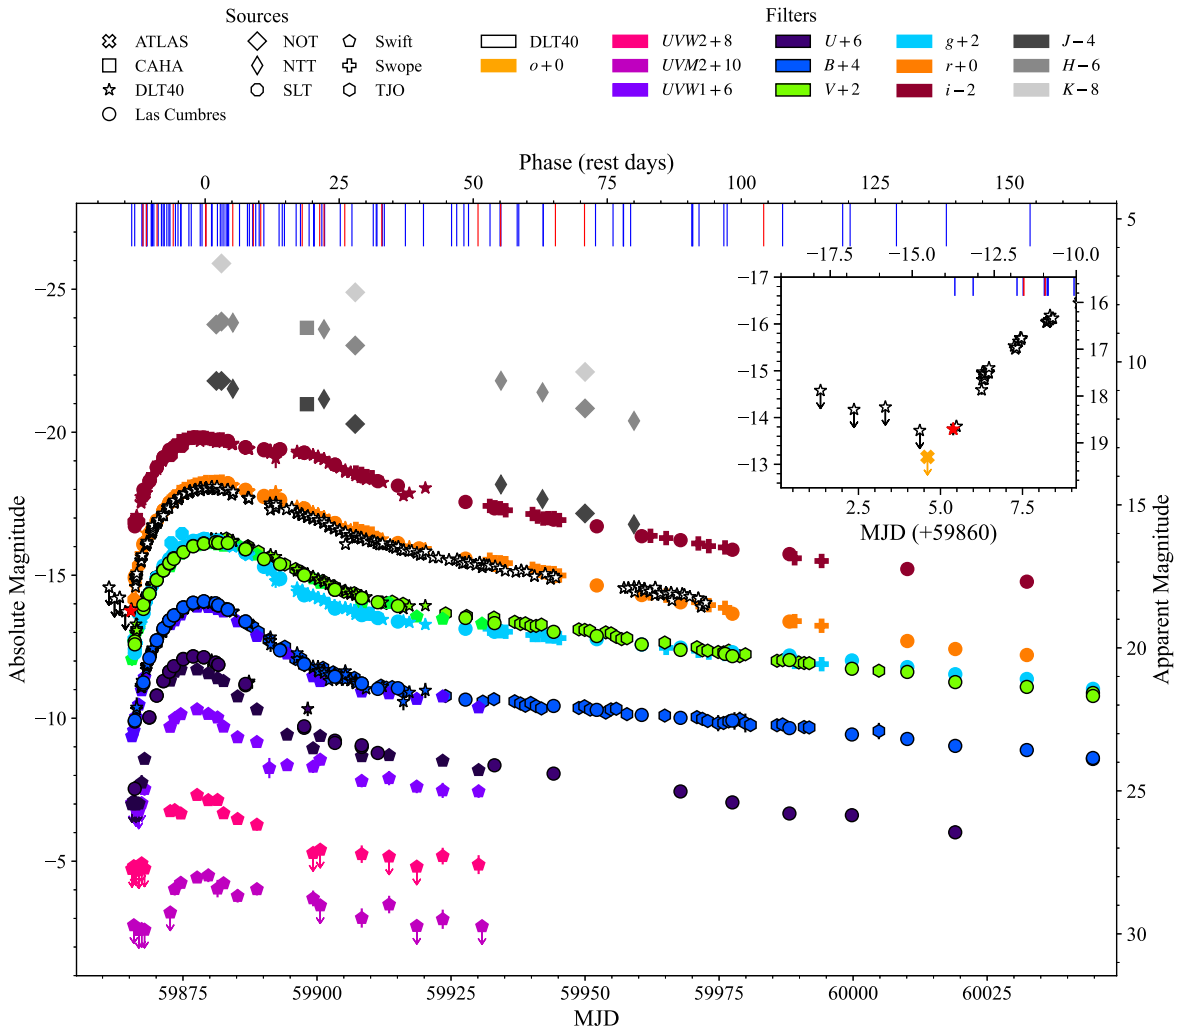 Sources
Filters
ATLAS
NOT
Swift
DLT40
UVW2+8
U+6
g+2
J−4
CAHA
NTT
Swope
o+0
UVM2+10
B+4
r+0
H−6
DLT40
SLT
TJO
UVW1+6
V+2
i−2
K−8
Las Cumbres
Phase (rest days)
0 25 50 75 100 125 150
−25
−20
−15
−10
−5
Absolute Magnitude
5
10
15
20
25
30
Apparent Magnitude
−17.5 −14.5 −12.5 −10.0
−17
−16
−15
−14
−13
16
17
18
19
2.5 5.0 7.5
MJD (+59860)
59875 59900 59925 59950 59975 60000 60025
MJD